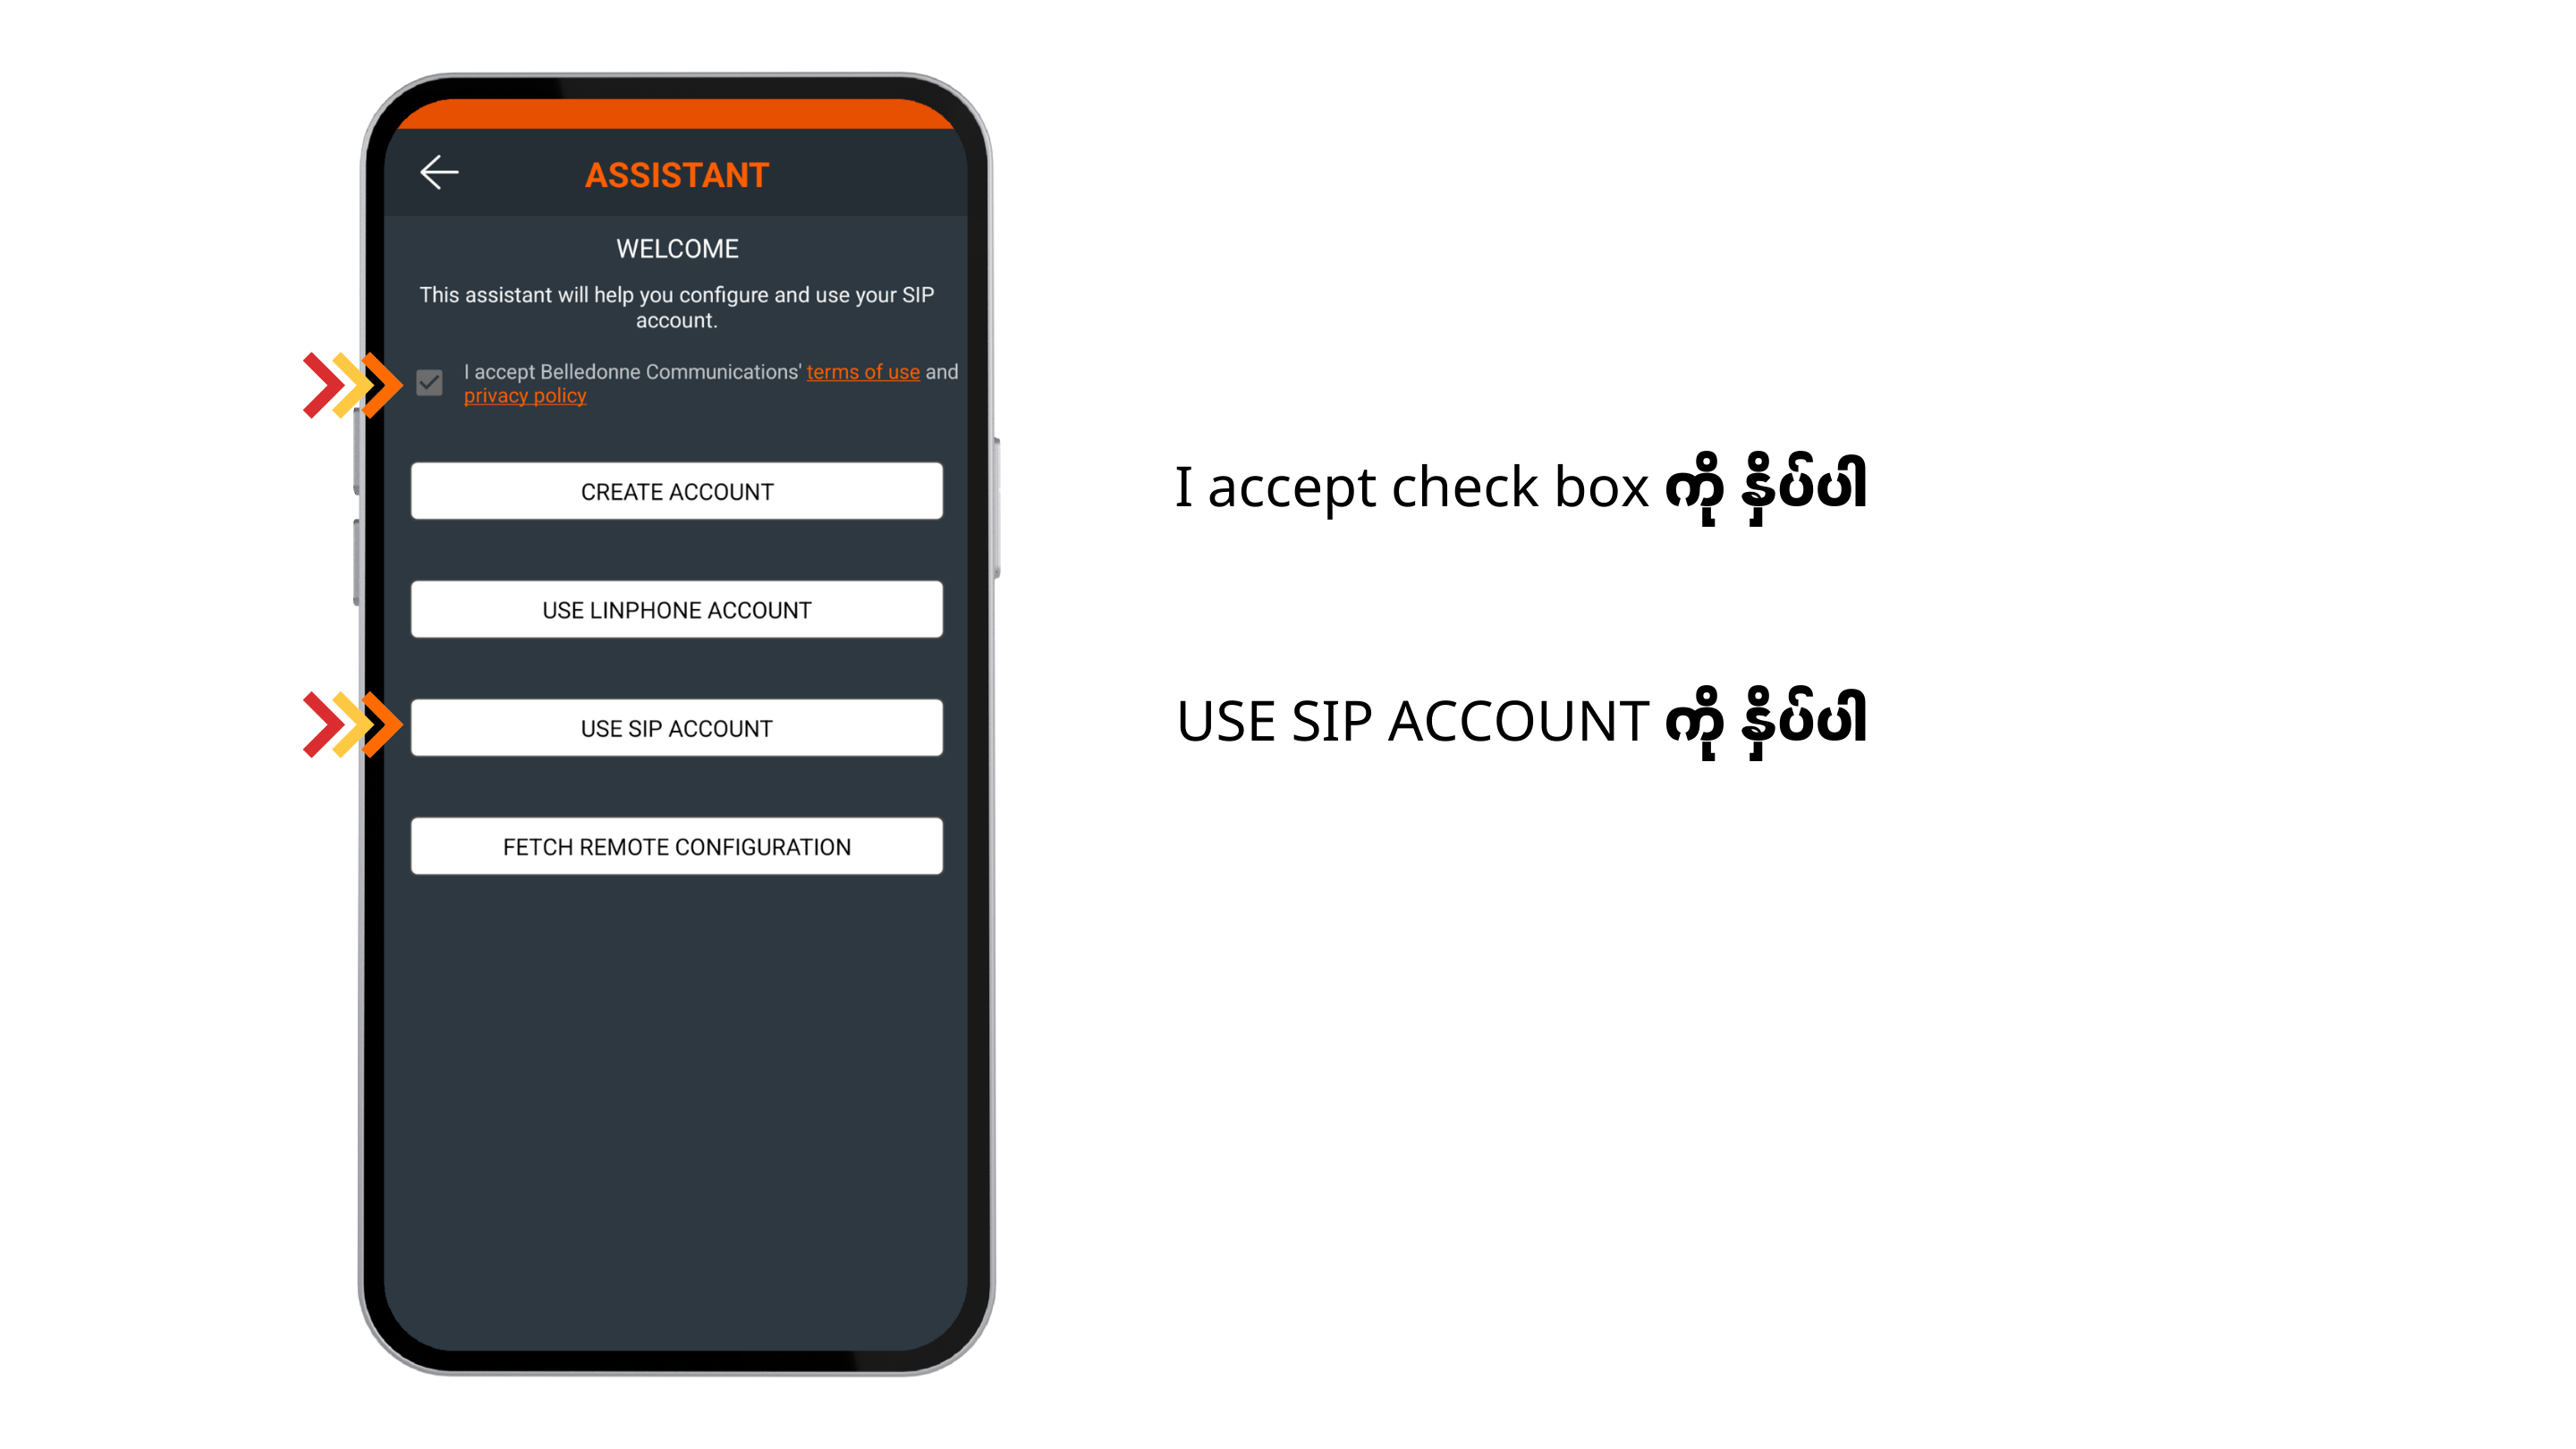 ASSISTANT
WELCOME
This assistant will help you configure and use your SIP
account.
I accept Belledonne Communications' terms of use and
privacy policy
CREATE ACCOUNT
USE LINPHONE ACCOUNT
USE SIP ACCOUNT
FETCH REMOTE CONFIGURATION
I accept check box ကို နှိပ်ပါ
USE SIP ACCOUNT ကို နှိပ်ပါ